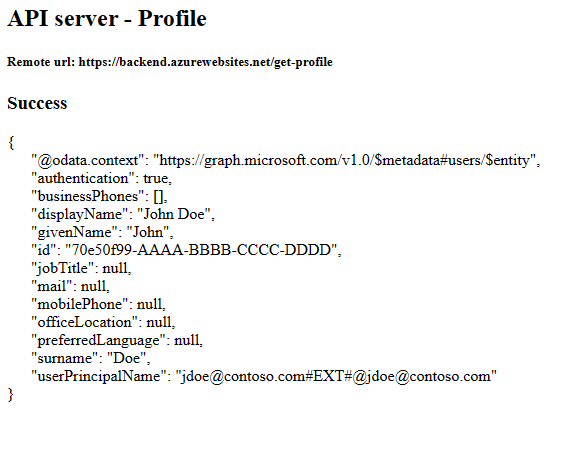 API server - Profile
Remote url: https://backend.azurewebsites.net/get-profile
Success
{
"@odata.context": "https://graph.microsoft.com/v1.0/$metadata#users/$entity",
"authentication": true,
"businessPhones": [],
"displayName": "John Doe",
"givenName": "John",
"id": "70e50f99-AAAA-BBBB-CCCC-DDDD",
"jobTitle": null,
"mail": null,
"mobilePhone": null,
"officeLocation": null,
"preferredLanguage": null,
"surname": "Doe",
"userPrincipalName": "jdoe@contoso.com#EXT#@jdoe@contoso.com"
}